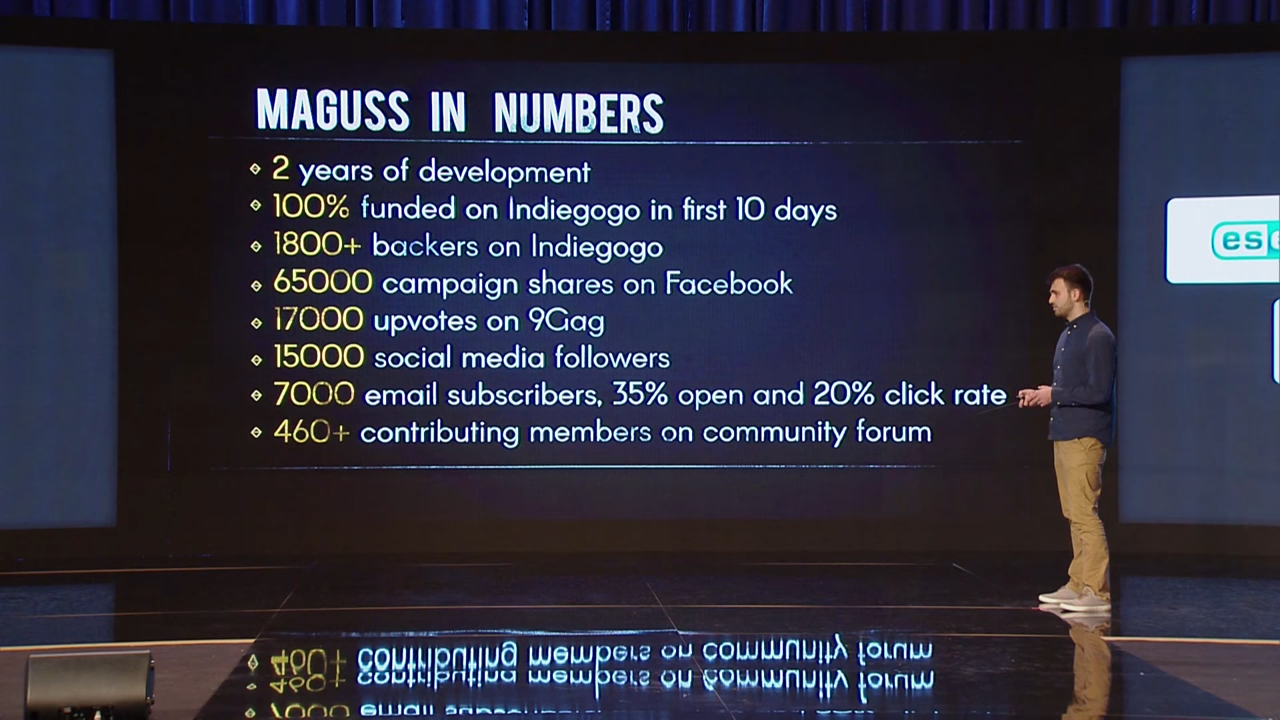 MAGUSS IN NUMBERS
2 years of development
100% funded on Indiegogo in first 10 days
1800+ backers on Indiegogo
65000 campaign shares on Facebook
17000 upvotes on 9Gag
15000 social media followers
7000 email subscribers, 35% open and 20% click rate
460+ contributing members on community forum